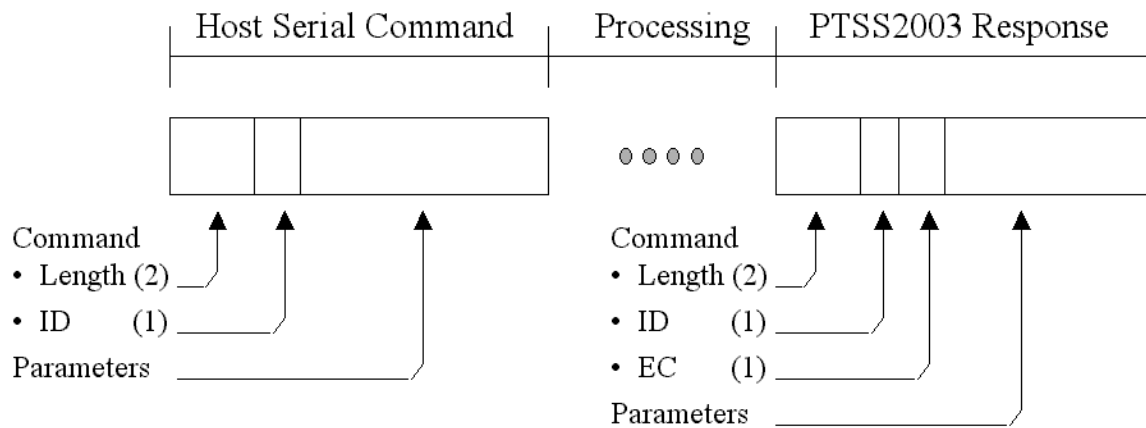 Host Serial Command
Processing
PTSS2003 Response
Command
• Length (2)
• ID (1)
Parameters
Command
• Length (2)
• ID (1)
• EC (1)
Parameters